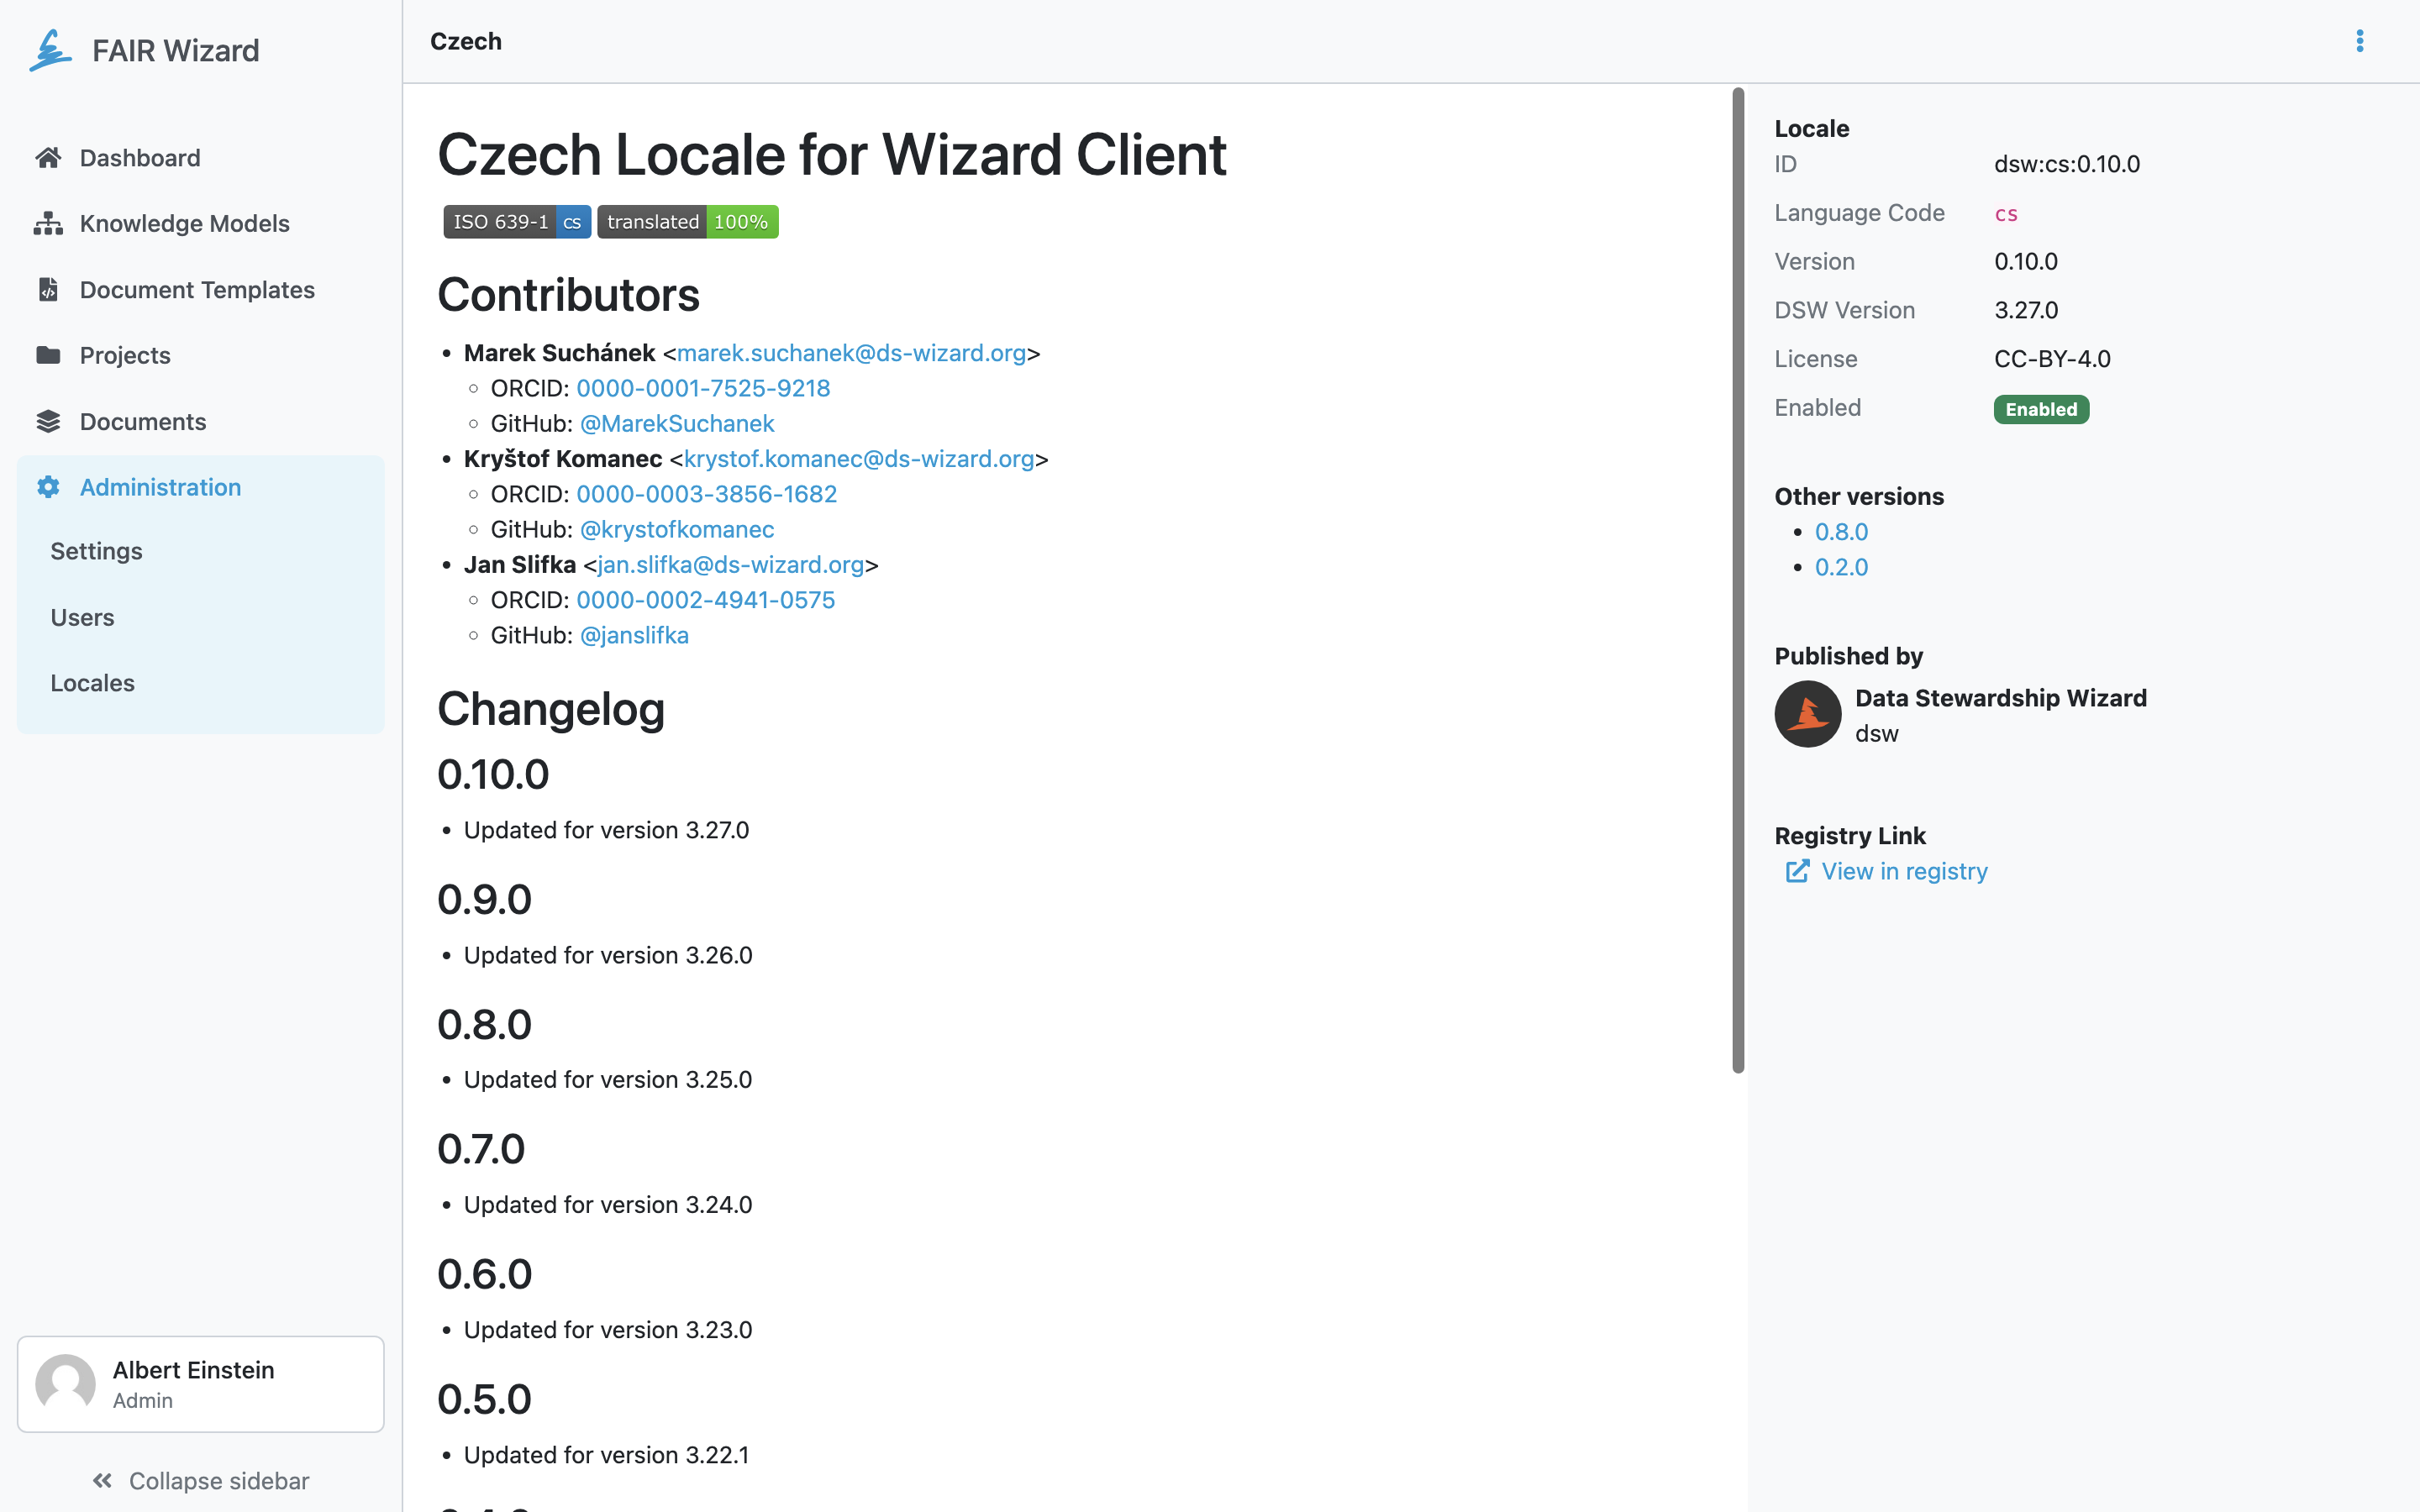 FAIR Wizard
Dashboard
Knowledge Models
Document Templates
Projects
Documents
Administration
Settings
Users
Locales
Albert Einstein
Admin
Collapse sidebar
Czech
Czech Locale for Wizard Client
ISO 639-1 cs translated 100%
Contributors
Marek Suchánek <marek.suchanek@ds-wizard.org>
ORCID: 0000-0001-7525-9218
GitHub: @MarekSuchanek
Kryštof Komanec <krystof.komanec@ds-wizard.org>
ORCID: 0000-0003-3856-1682
GitHub: @krystofkomanec
Jan Slifka <jan.slifka@ds-wizard.org>
ORCID: 0000-0002-4941-0575
GitHub: @janslifka
Changelog
0.10.0
Updated for version 3.27.0
0.9.0
Updated for version 3.26.0
0.8.0
Updated for version 3.25.0
0.7.0
Updated for version 3.24.0
0.6.0
Updated for version 3.23.0
0.5.0
Updated for version 3.22.1
Locale
ID dsw:cs:0.10.0
Language Code cs
Version 0.10.0
DSW Version 3.27.0
License CC-BY-4.0
Enabled Enabled
Other versions
0.8.0
0.2.0
Published by
Data Stewardship Wizard
dsw
Registry Link
View in registry